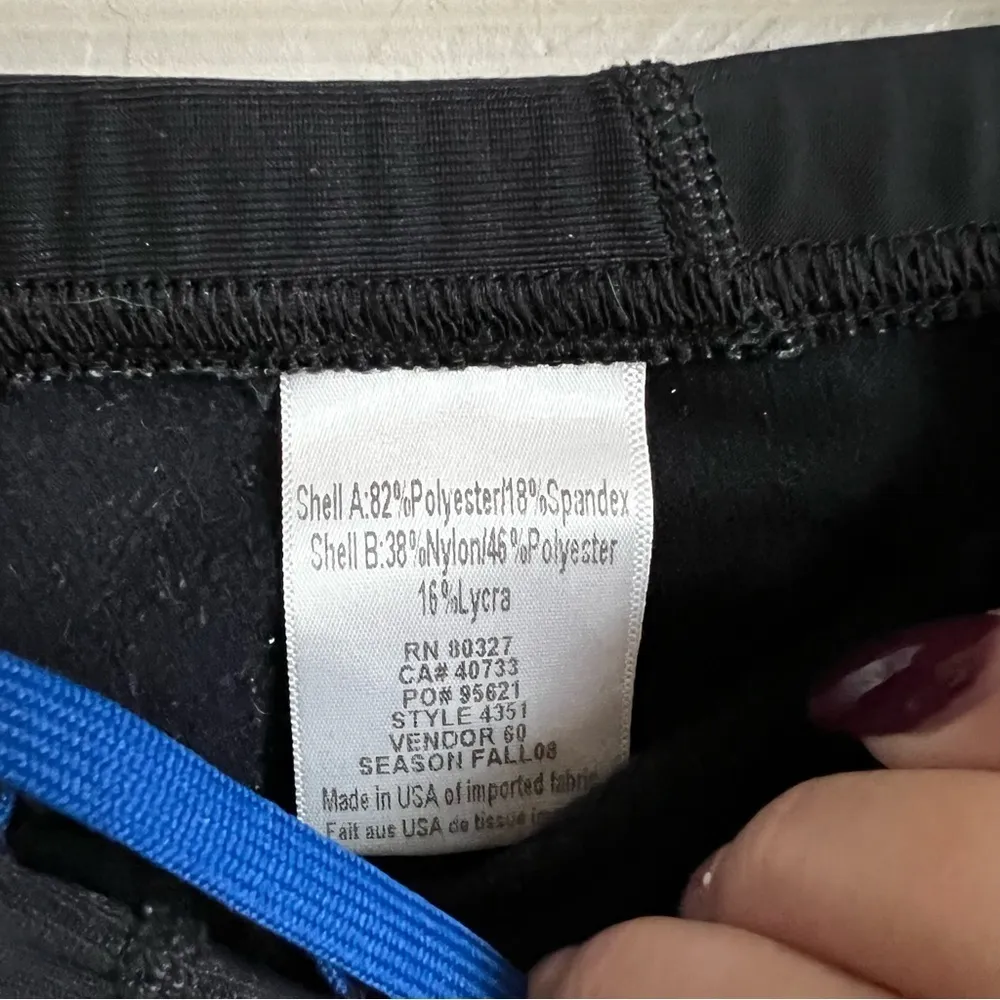 Shell A:82%Polyester/18%Spandex
Shell B:38%Nylon/46%Polyester
16%Lycra
RN 80327
CA# 40733
PO# 95621
STYLE 4351
VENDOR 60
SEASON FALL08
Made in USA of imported fabric
Fait aus USA de tissue